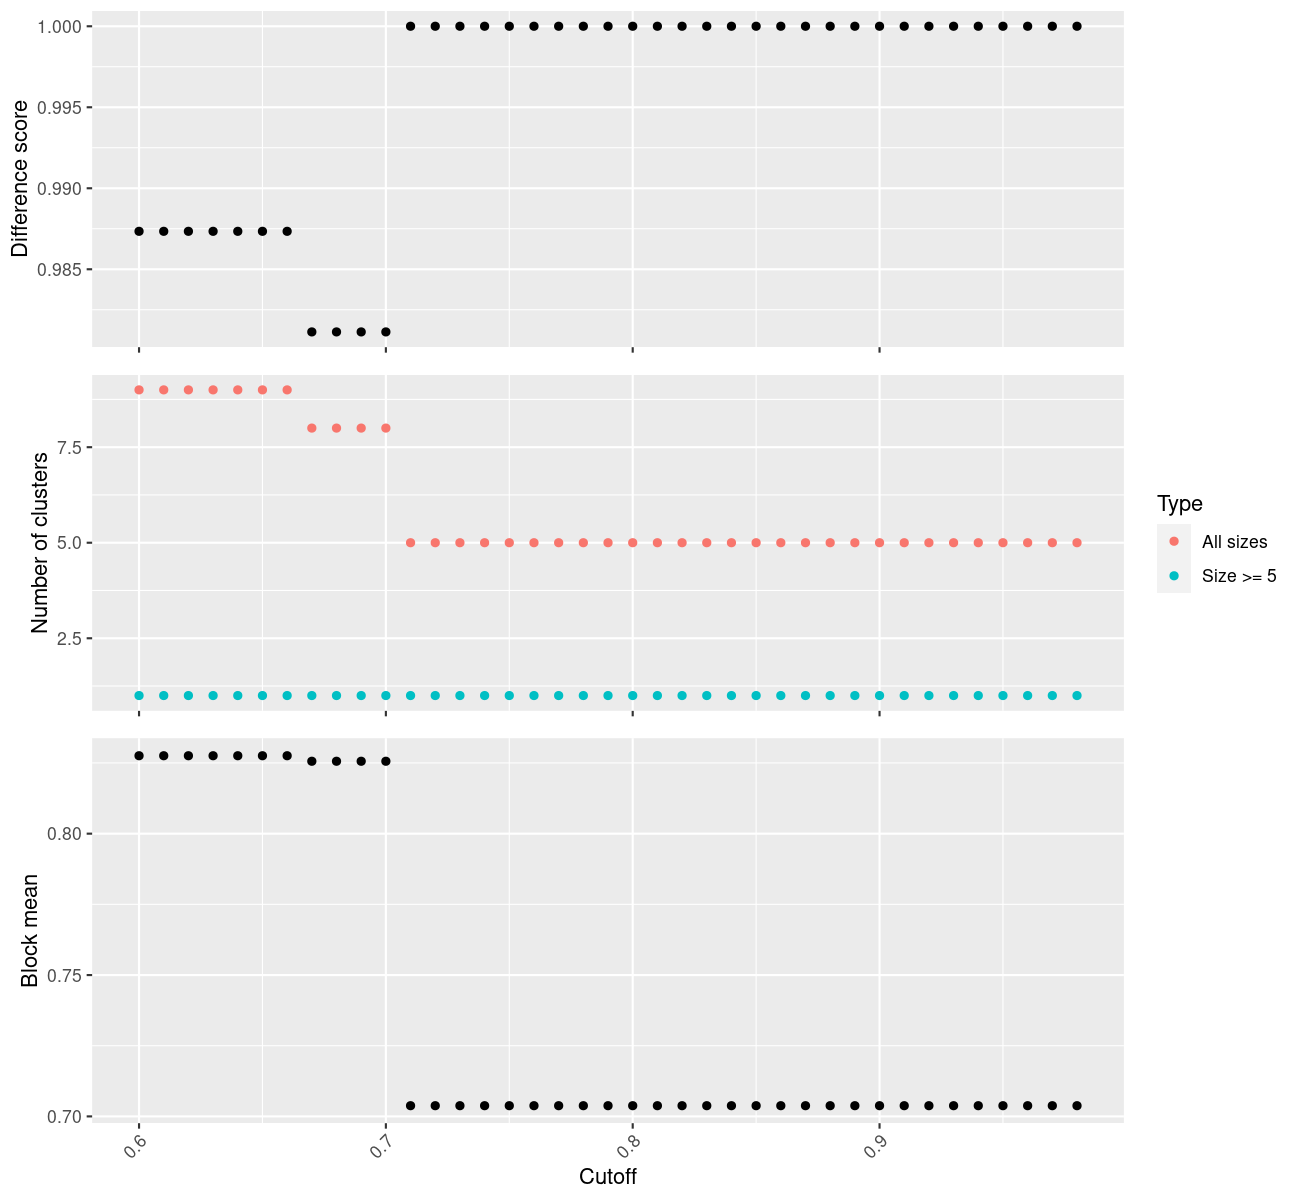 Difference score
1.000
0.995
0.990
0.985
Number of clusters
7.5
5.0
2.5
Type
All sizes
Size >= 5
Block mean
0.80
0.75
0.70
0.6 0.7 0.8 0.9
Cutoff